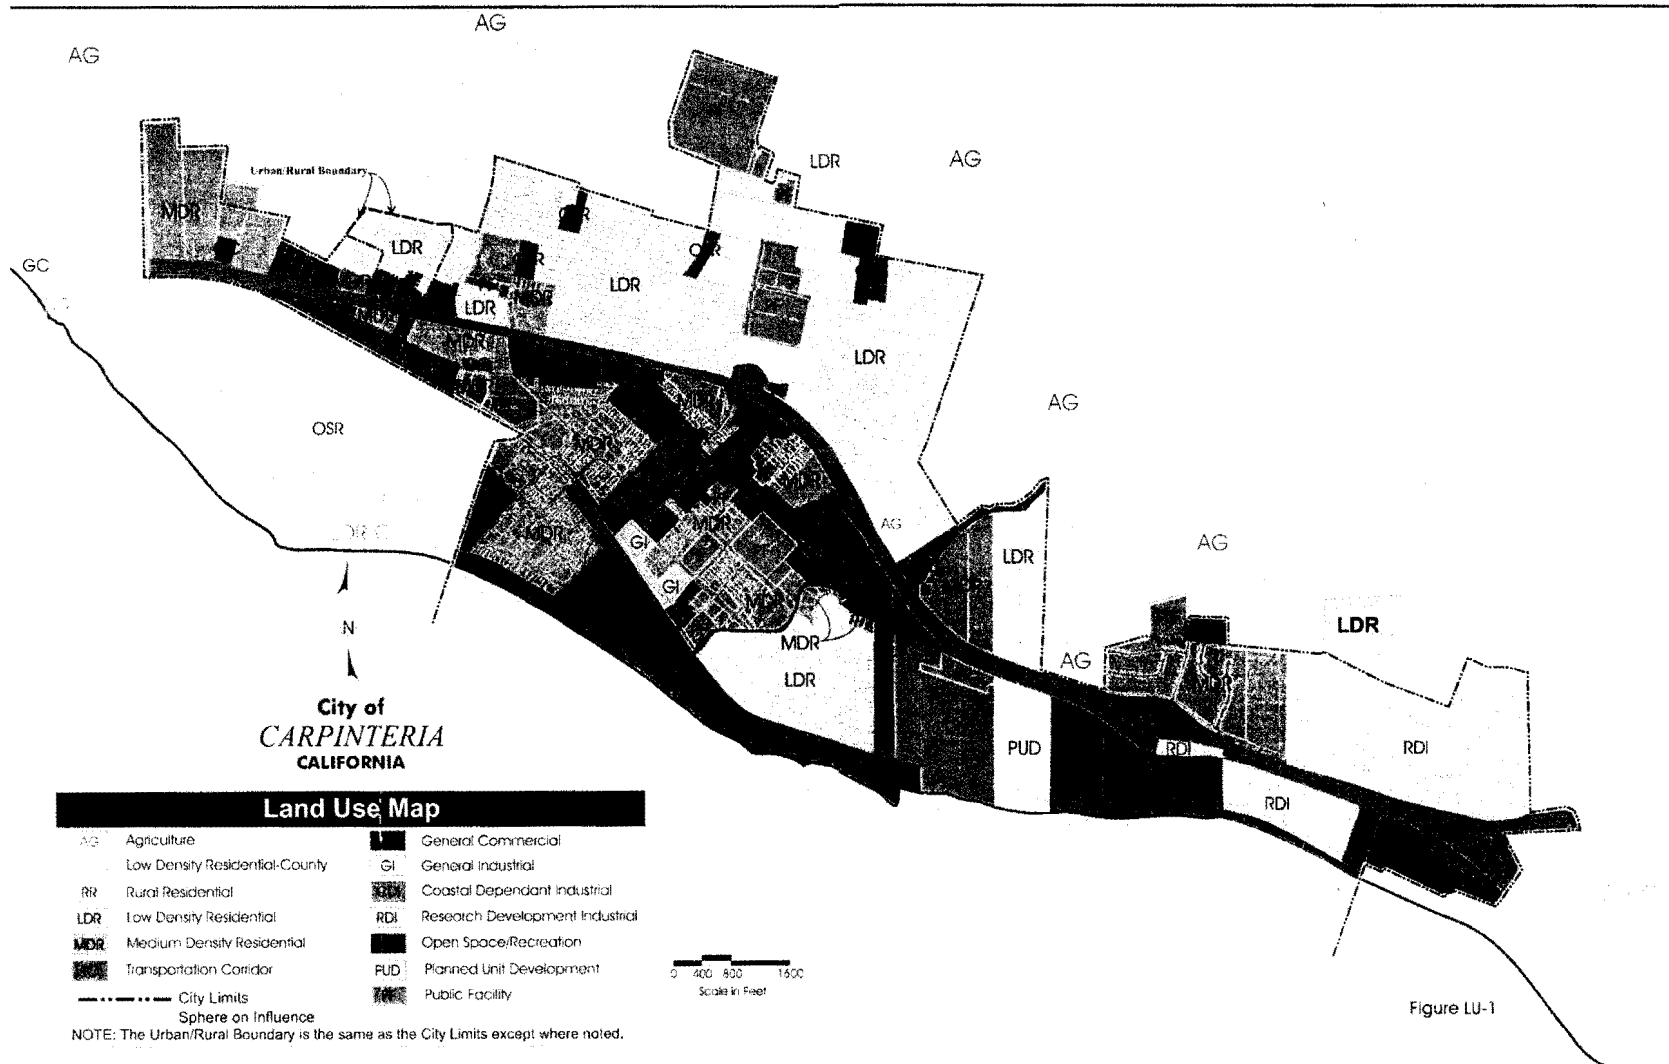 AG
AG
LDR
AG
Urban/Rural Boundary
MDR
LDR
GC
LDR
LDR
MDR
MDR
LDR
AG
OSR
MDR
MDR
AG
GI
MDR
MDR
GI
LDR
AG
MDR
MDR
LDR
AG
LDR
MDR
PUD
RDI
RDI
RDI
N
City of
CARPINTERIA
CALIFORNIA
Land Use Map
AG Agriculture
Low Density Residential-County
RR Rural Residential
LDR Low Density Residential
MDR Medium Density Residential
Transportation Corridor
City Limits
Sphere on Influence
General Commercial
GI General Industrial
Coastal Dependant Industrial
RDI Research Development Industrial
Open Space/Recreation
PUD Planned Unit Development
Public Facility
NOTE: The Urban/Rural Boundary is the same as the City Limits except where noted.
0 400 800 1600
Scale in Feet
Figure LU-1